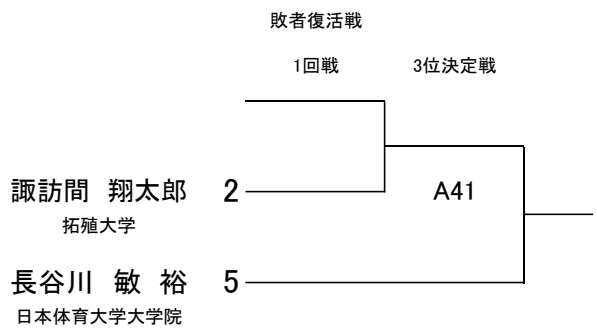 敗者復活戦
1回戦 3位決定戦
諏訪間 翔太郎 2
拓殖大学
A41
長谷川 敏 裕 5
日本体育大学大学院